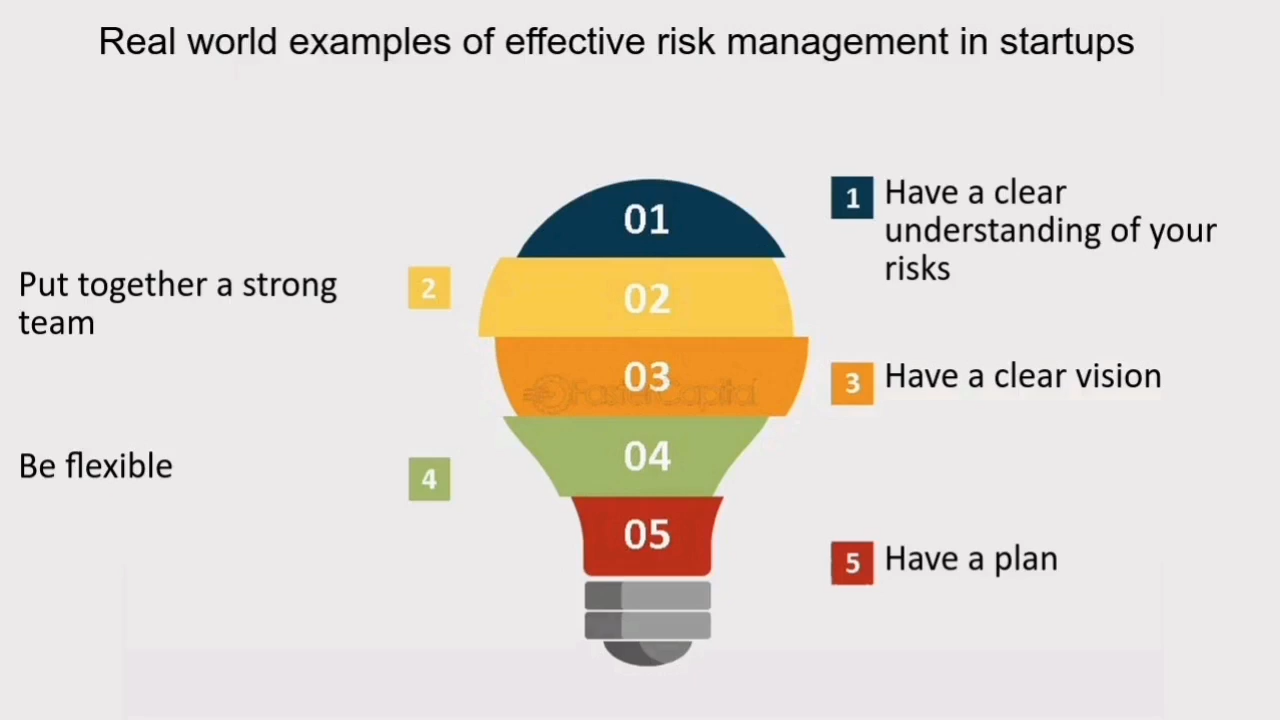 Real world examples of effective risk management in startups
01
1
Have a clear
understanding of your
risks
Put together a strong
team
2
02
03
FasterCapital
3
Have a clear vision
Be flexible
4
04
05
5
Have a plan